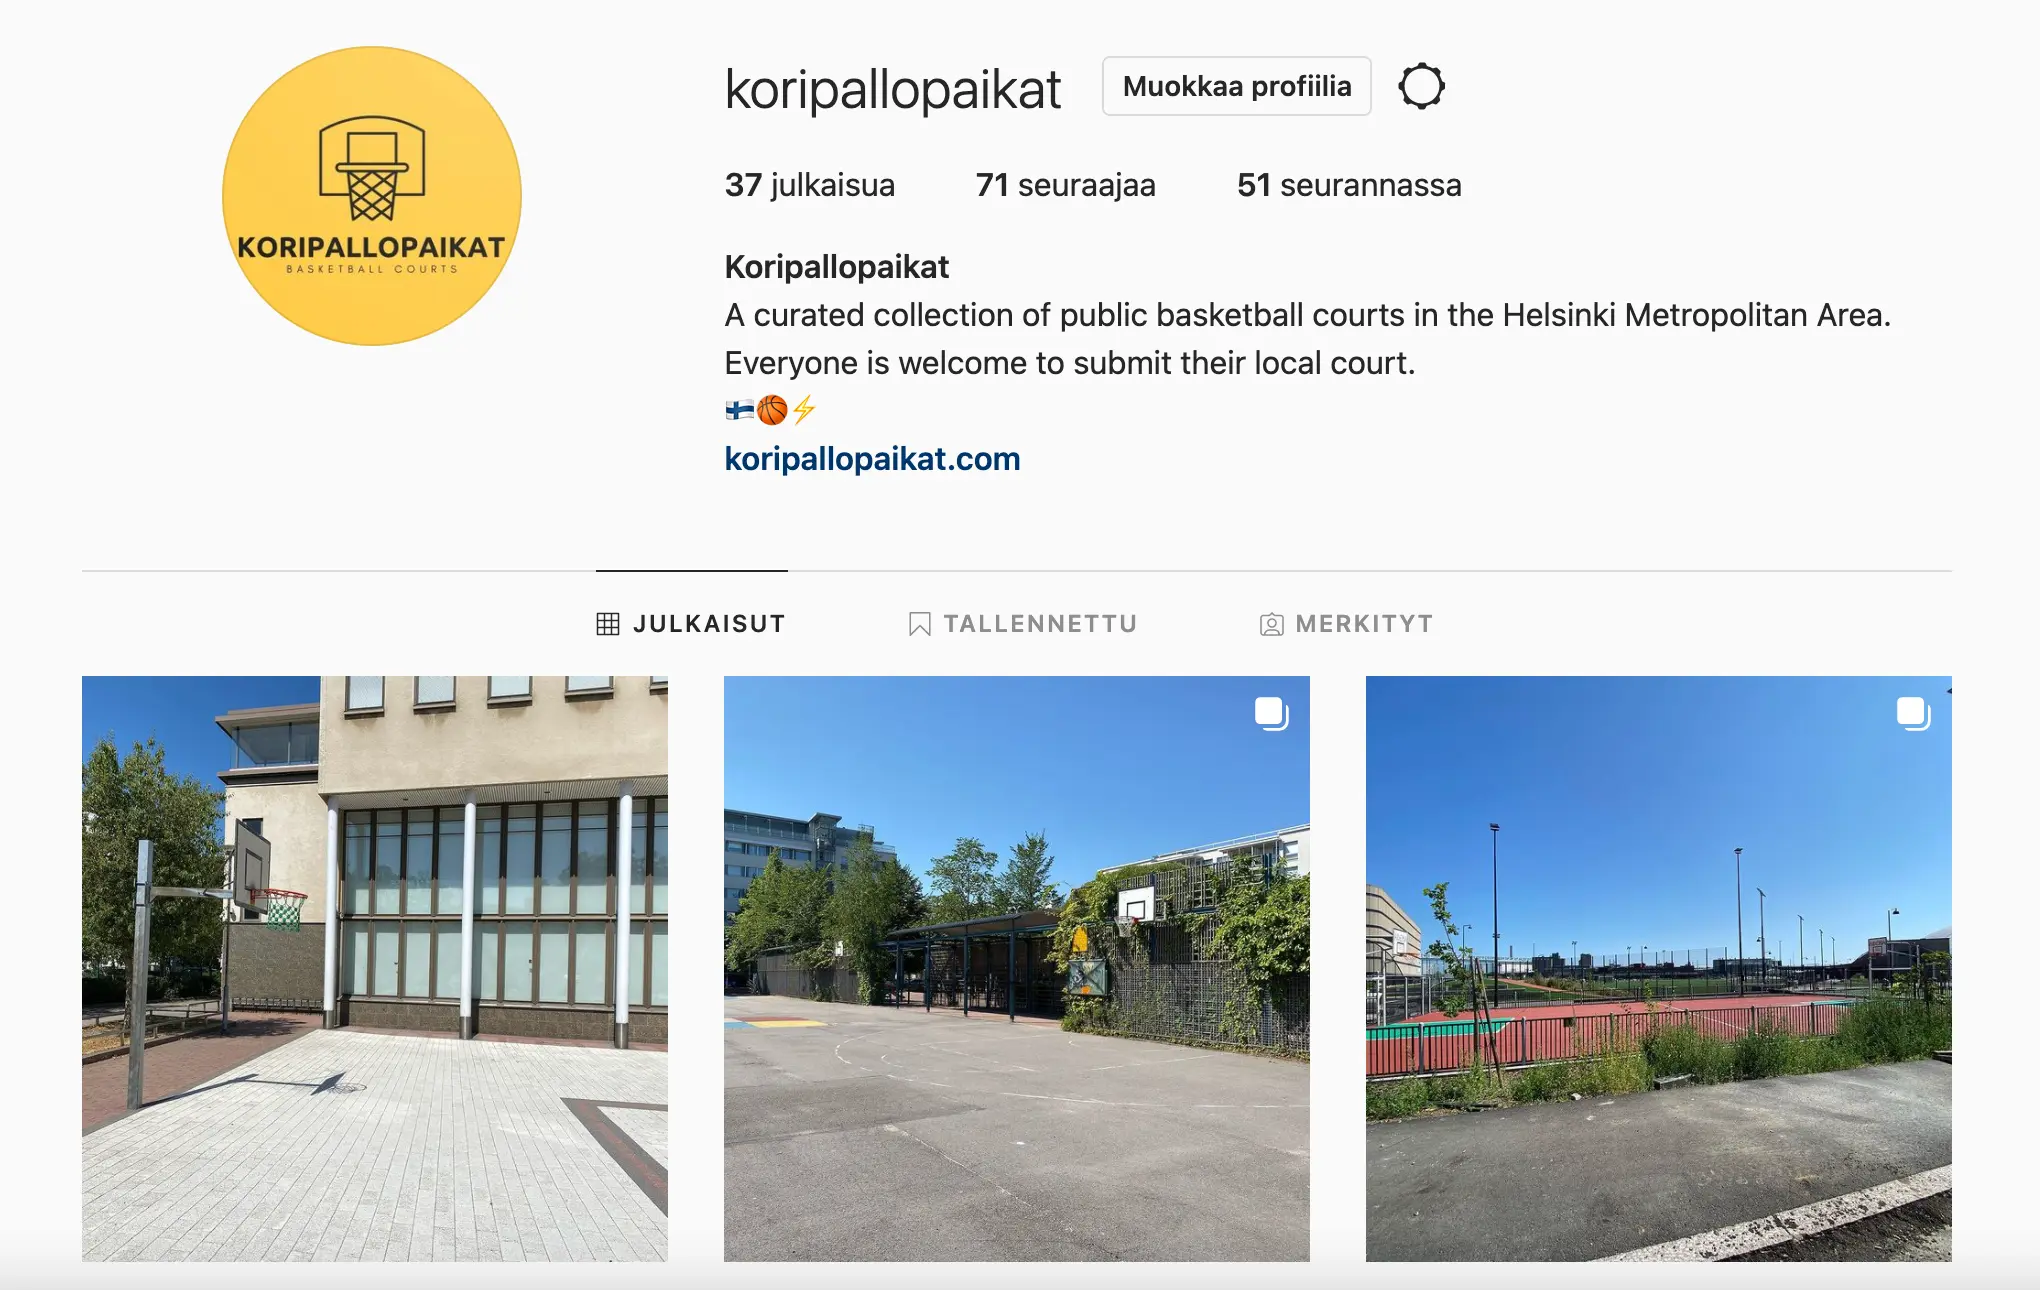 KORIPALLOPAIKAT
BASKETBALL COURTS
koripallopaikat Muokkaa profiilia
37 julkaisua 71 seuraajaa 51 seurannassa
Koripallopaikat
A curated collection of public basketball courts in the Helsinki Metropolitan Area.
Everyone is welcome to submit their local court.
🇫🇮🏀⚡
koripallopaikat.com
JULKAISUT TALLENNETTU MERKITYT